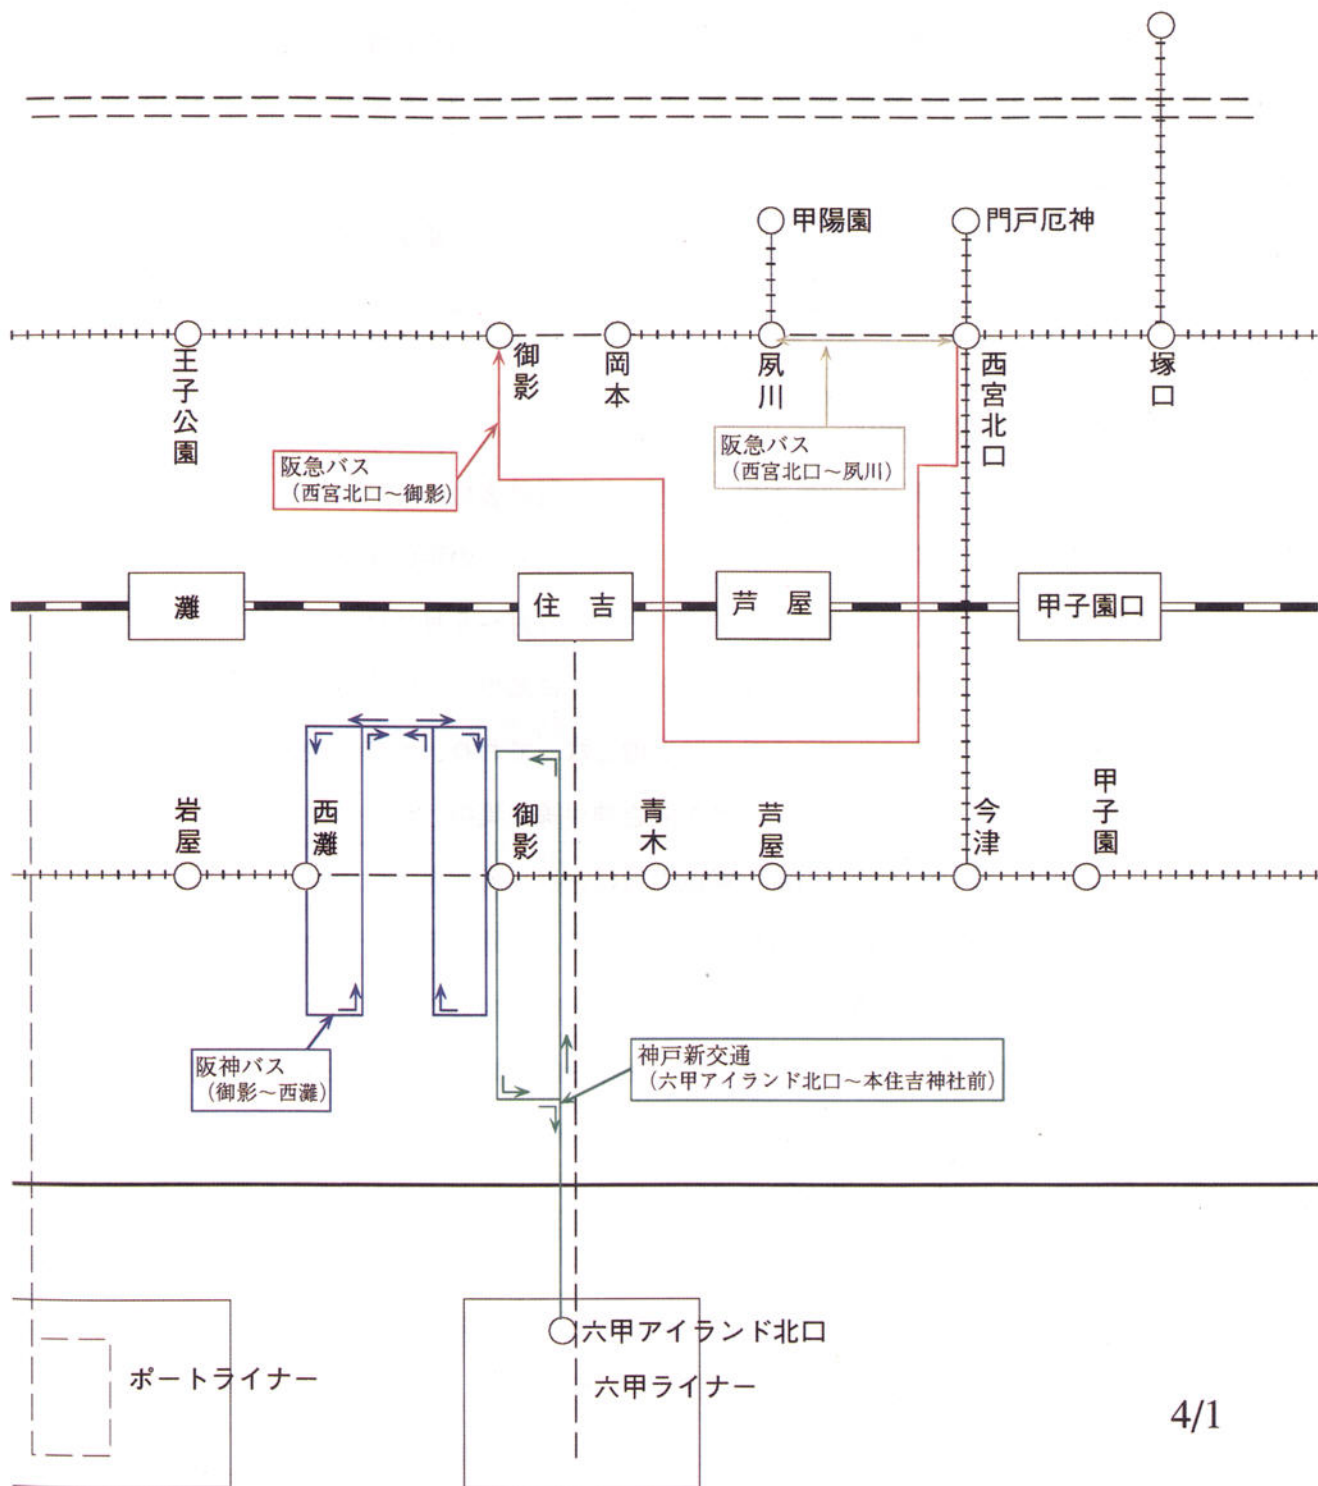 甲陽園
門戸厄神
王子公園
御影
岡本
夙川
西宮北口
塚口
阪急バス
（西宮北口～御影）
阪急バス
（西宮北口～夙川）
灘
住吉
芦屋
甲子園口
岩屋
西灘
御影
青木
芦屋
今津
甲子園
阪神バス
（御影～西灘）
神戸新交通
（六甲アイランド北口～本住吉神社前）
六甲アイランド北口
ポートライナー
六甲ライナー
4/1